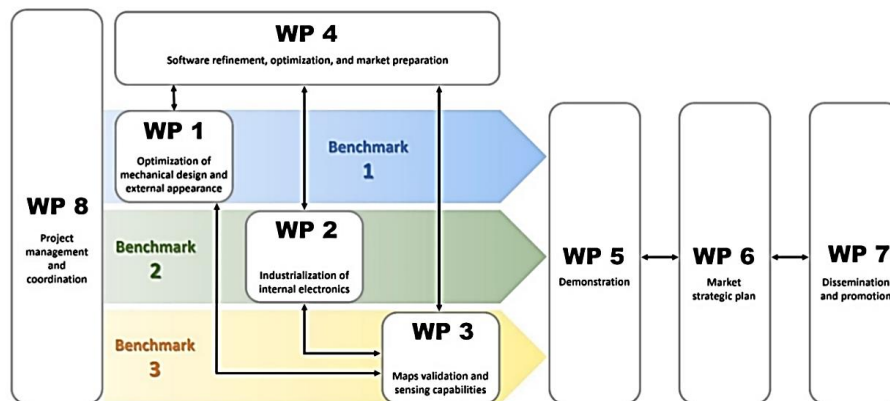 WP 8
Project
management
and
coordination
WP 4
Software refinement, optimization, and market preparation
WP 1
Optimization of
mechanical design and
external appearance
Benchmark
1
Benchmark
2
WP 2
Industrialization of
internal electronics
Benchmark
3
WP 3
Maps validation and
sensing capabilities
WP 5
Demonstration
WP 6
Market
strategic plan
WP 7
Dissemination
and promotion